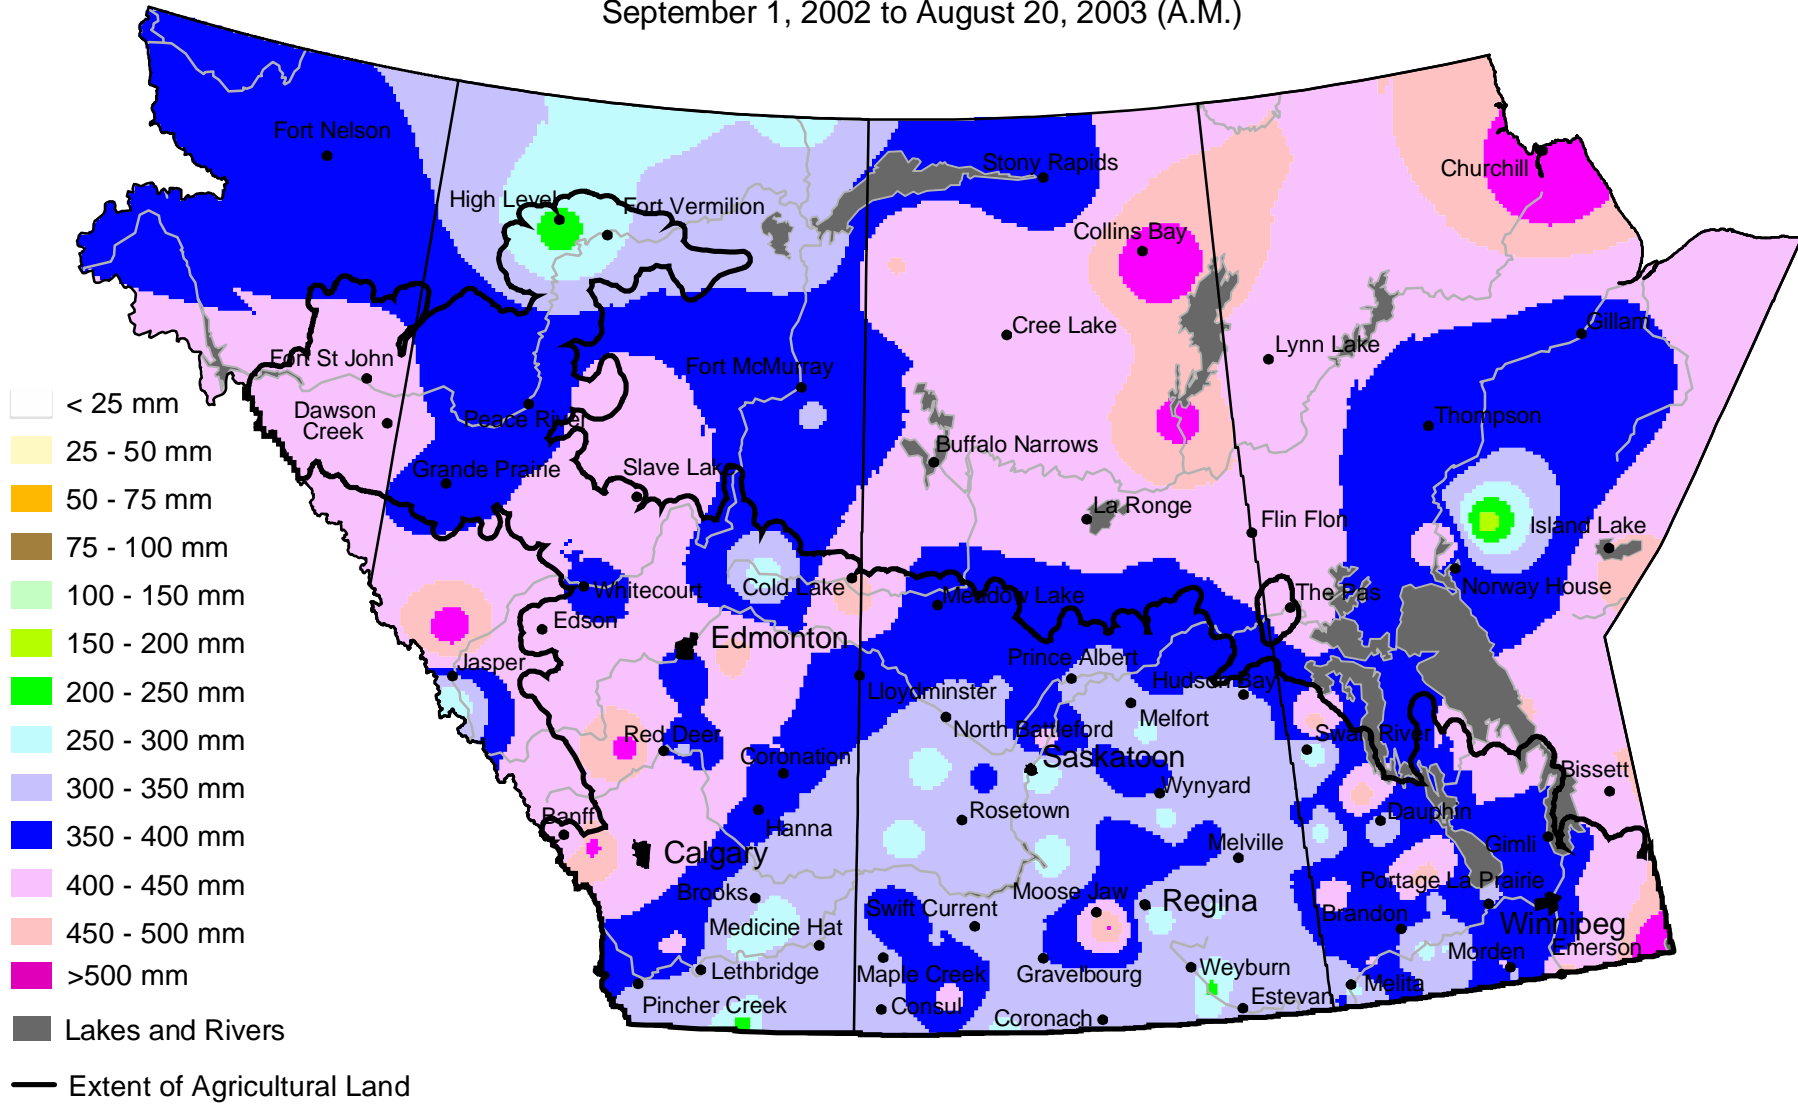 September 1, 2002 to August 20, 2003 (A.M.)
Fort Nelson
Stony Rapids
Churchill
High Level
Fort Vermilion
Collins Bay
Gillam
Cree Lake
Lynn Lake
Fort St John
Fort McMurray
< 25 mm
Dawson
Creek
Peace River
Thompson
25 - 50 mm
Buffalo Narrows
Grande Prairie
Slave Lake
50 - 75 mm
La Ronge
Flin Flon
Island Lake
75 - 100 mm
Whitecourt
Cold Lake
Meadow Lake
The Pas
Norway House
100 - 150 mm
Edson
Edmonton
150 - 200 mm
Jasper
Prince Albert
Hudson Bay
200 - 250 mm
Lloydminster
North Battleford
Melfort
250 - 300 mm
Red Deer
Coronation
Saskatoon
Swan River
Bissett
300 - 350 mm
Wynyard
Banff
Hanna
Rosetown
Dauphin
350 - 400 mm
Calgary
Melville
Gimli
400 - 450 mm
Brooks
Moose Jaw
Regina
Portage La Prairie
450 - 500 mm
Medicine Hat
Swift Current
Brandon
Winnipeg
>500 mm
Lethbridge
Maple Creek
Gravelbourg
Weyburn
Morden
Emerson
Pincher Creek
Consul
Coronach
Estevan
Melita
Lakes and Rivers
Extent of Agricultural Land